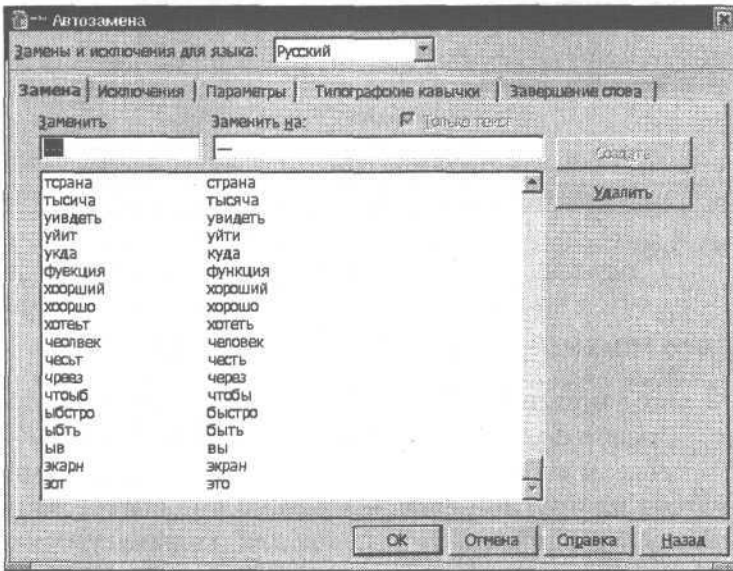 Автозамена
Замены и исключения для языка: Русский
Замена Исключения Параметры Типографские кавычки Завершение слова
Заменить Заменить на: Только текст
--- —
Создать
Удалить
тсрана страна
тысича тысяча
уивдеть увидеть
уйит уйти
укда куда
фуекция функция
хоорший хороший
хооршо хорошо
хотеьт хотеть
чеолвек человек
чесьт честь
чреез через
чтоыб чтобы
ыбстро быстро
ыбть быть
ыв вы
экарн экран
эот это
ОК Отмена Справка Назад